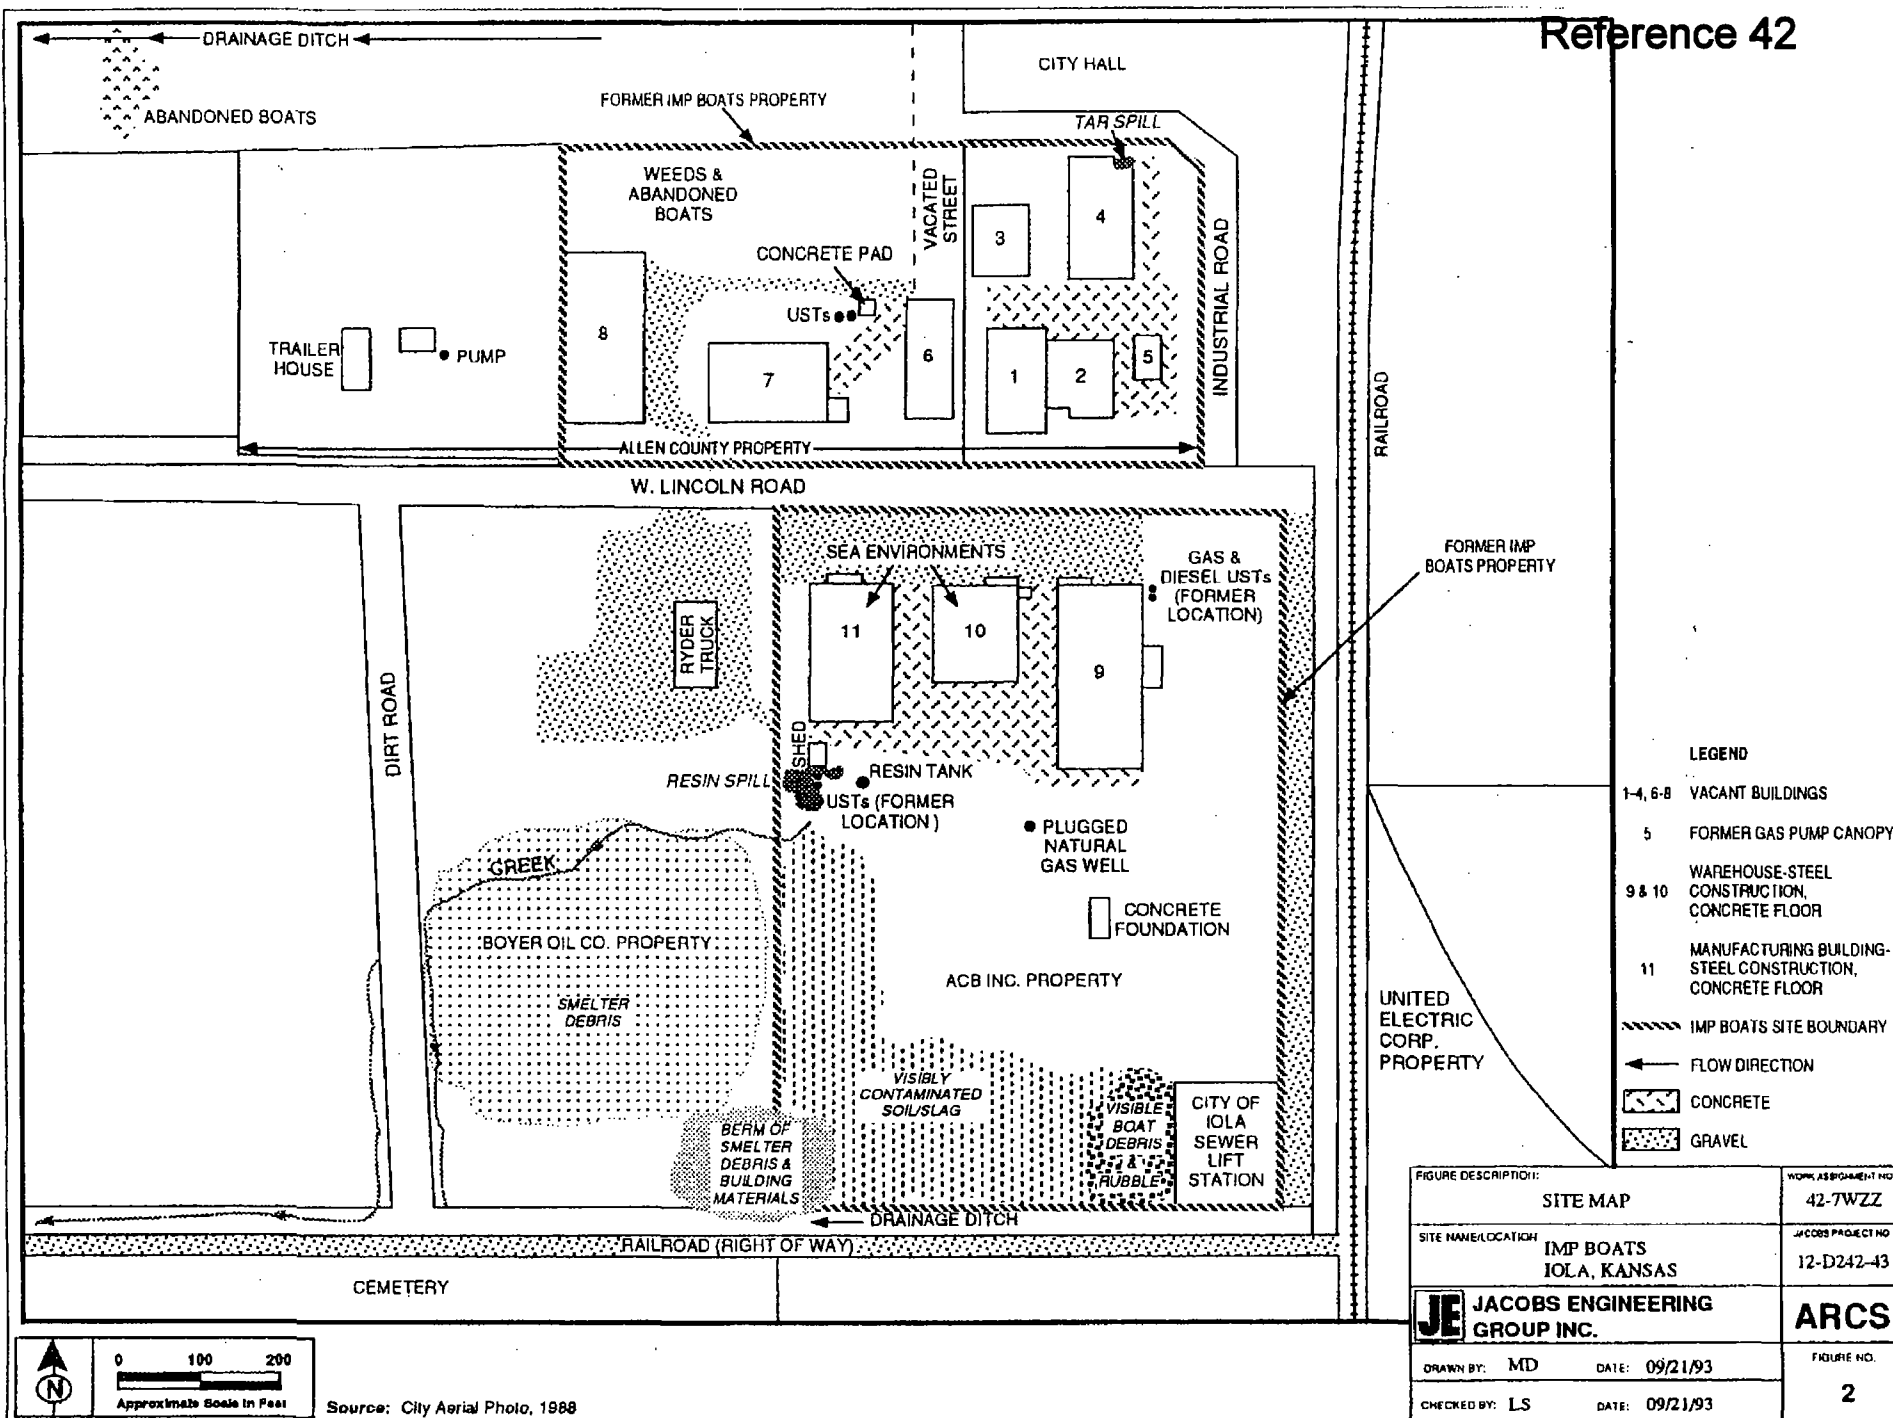 Reference 42
DRAINAGE DITCH
CITY HALL
ABANDONED BOATS
FORMER IMP BOATS PROPERTY
TAR SPILL
WEEDS &
ABANDONED
BOATS
VACATED
STREET
CONCRETE PAD
USTs
3
4
INDUSTRIAL ROAD
TRAILER
HOUSE
PUMP
8
7
6
1
2
5
RAILROAD
ALLEN COUNTY PROPERTY
W. LINCOLN ROAD
SEA ENVIRONMENTS
GAS &
DIESEL USTs
(FORMER
LOCATION)
FORMER IMP
BOATS PROPERTY
RYDER
TRUCK
11
10
9
DIRT ROAD
SHED
RESIN SPILL
RESIN TANK
USTs (FORMER
LOCATION )
PLUGGED
NATURAL
GAS WELL
CREEK
CONCRETE
FOUNDATION
BOYER OIL CO. PROPERTY
ACB INC. PROPERTY
SMELTER
DEBRIS
UNITED
ELECTRIC
CORP.
PROPERTY
VISIBLY
CONTAMINATED
SOIL/SLAG
VISIBLE
BOAT
DEBRIS
&
RUBBLE
CITY OF
IOLA
SEWER
LIFT
STATION
BERM OF
SMELTER
DEBRIS &
BUILDING
MATERIALS
DRAINAGE DITCH
RAILROAD (RIGHT OF WAY)
CEMETERY
LEGEND
1-4, 6-8 VACANT BUILDINGS
5 FORMER GAS PUMP CANOPY
9 & 10 WAREHOUSE-STEEL
CONSTRUCTION,
CONCRETE FLOOR
11 MANUFACTURING BUILDING-
STEEL CONSTRUCTION,
CONCRETE FLOOR
IMP BOATS SITE BOUNDARY
FLOW DIRECTION
CONCRETE
GRAVEL
FIGURE DESCRIPTION:
SITE MAP
WORK ASSIGNMENT NO
42-7WZZ
SITE NAME/LOCATION
IMP BOATS
IOLA, KANSAS
JACOBS PROJECT NO
12-D242-43
JE JACOBS ENGINEERING
GROUP INC.
ARCS
DRAWN BY: MD DATE: 09/21/93
CHECKED BY: LS DATE: 09/21/93
FIGURE NO.
2
N
0 100 200
Approximate Scale in Feet
Source: City Aerial Photo, 1988